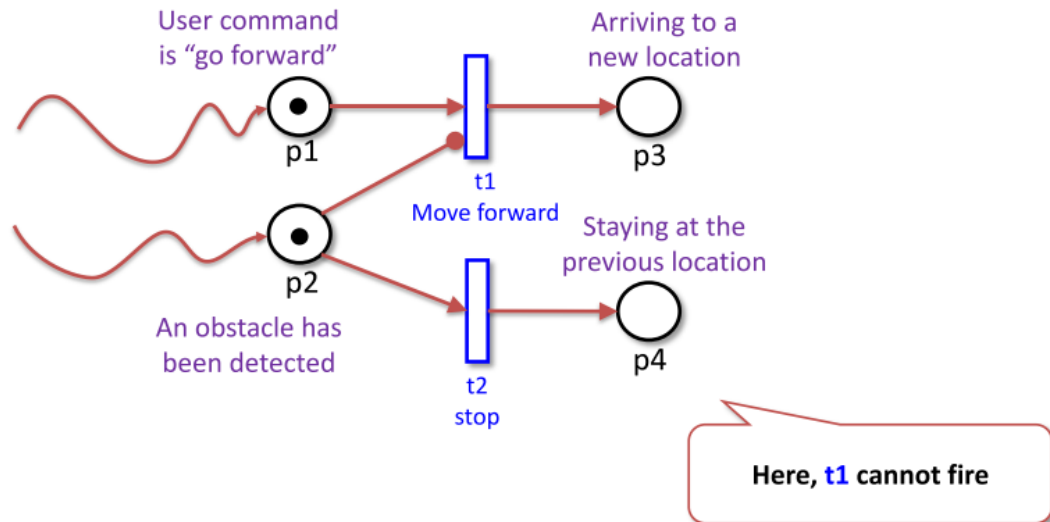 User command
is “go forward”
Arriving to a
new location
p1
p3
t1
Move forward
Staying at the
previous location
p2
p4
An obstacle has
been detected
t2
stop
Here, t1 cannot fire